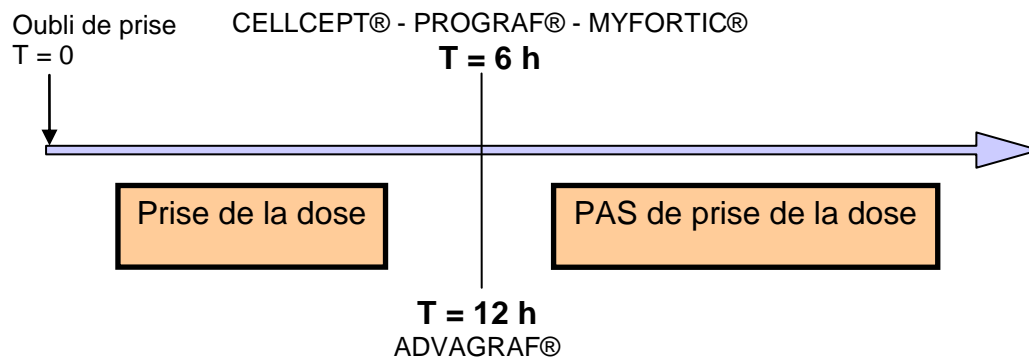 Oubli de prise
T = 0
CELLCEPT® - PROGRAF® - MYFORTIC®
T = 6 h
Prise de la dose
PAS de prise de la dose
T = 12 h
ADVAGRAF®